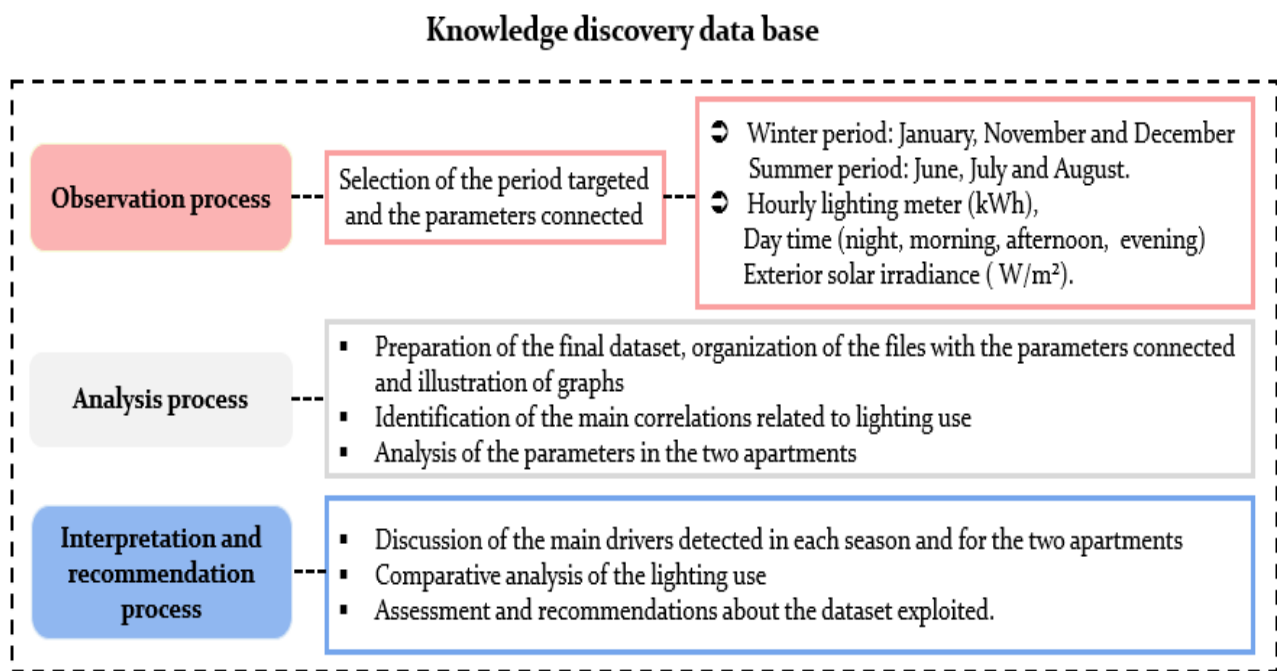 Knowledge discovery data base
Observation process
Selection of the period targeted
and the parameters connected
➲ Winter period: January, November and December
Summer period: June, July and August.
➲ Hourly lighting meter (kWh),
Day time (night, morning, afternoon, evening)
Exterior solar irradiance ( W/m²).
Analysis process
▪ Preparation of the final dataset, organization of the files with the parameters connected
and illustration of graphs
▪ Identification of the main correlations related to lighting use
▪ Analysis of the parameters in the two apartments
Interpretation and
recommendation
process
▪ Discussion of the main drivers detected in each season and for the two apartments
▪ Comparative analysis of the lighting use
▪ Assessment and recommendations about the dataset exploited.